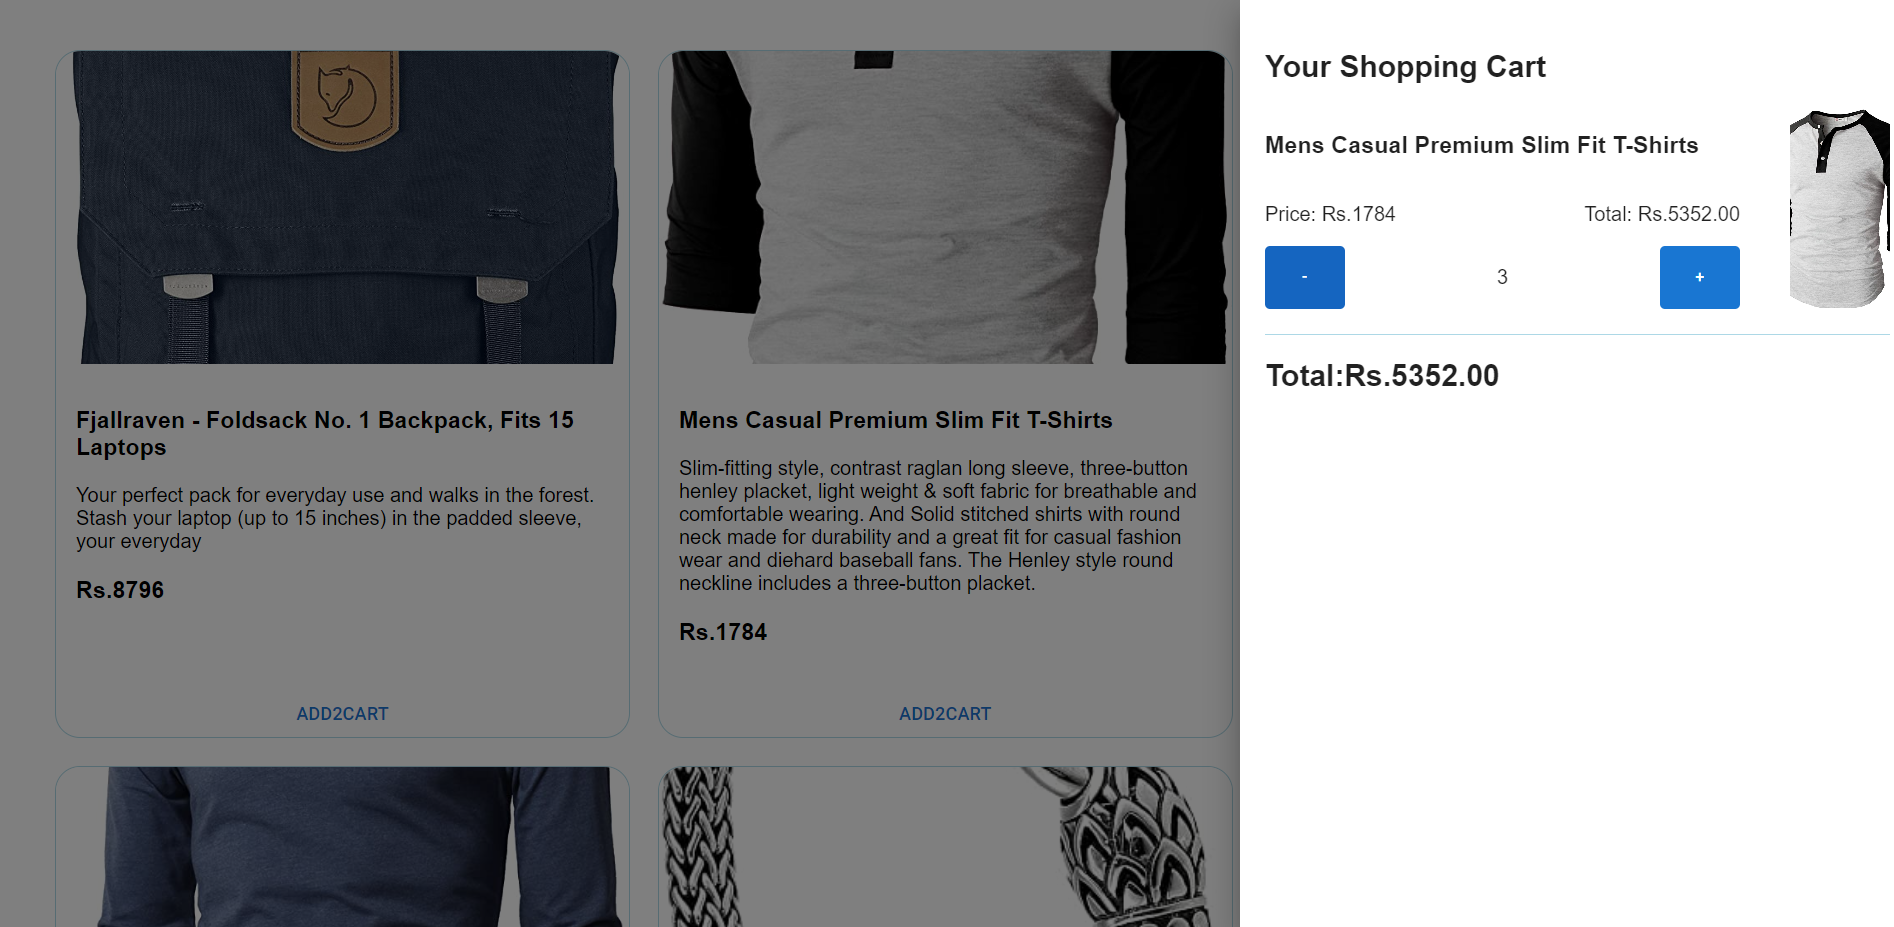 Fjallraven - Foldsack No. 1 Backpack, Fits 15
Laptops
Your perfect pack for everyday use and walks in the forest.
Stash your laptop (up to 15 inches) in the padded sleeve,
your everyday
Rs.8796
ADD2CART
Mens Casual Premium Slim Fit T-Shirts
Slim-fitting style, contrast raglan long sleeve, three-button
henley placket, light weight & soft fabric for breathable and
comfortable wearing. And Solid stitched shirts with round
neck made for durability and a great fit for casual fashion
wear and diehard baseball fans. The Henley style round
neckline includes a three-button placket.
Rs.1784
ADD2CART
Your Shopping Cart
Mens Casual Premium Slim Fit T-Shirts
Price: Rs.1784 Total: Rs.5352.00
- 3 +
Total:Rs.5352.00